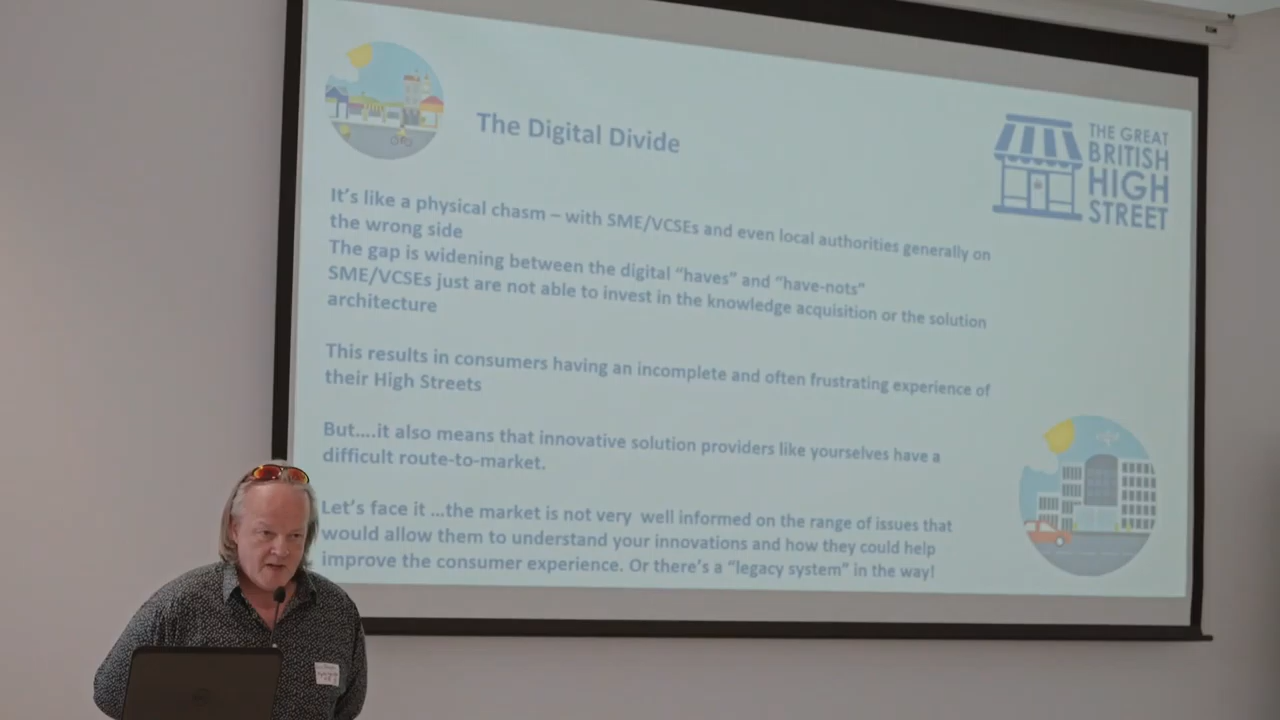 The Digital Divide
THE GREAT
BRITISH
HIGH
STREET
It's like a physical chasm – with SME/VCSEs and even local authorities generally on
the wrong side
The gap is widening between the digital “haves” and “have-nots”
SME/VCSEs just are not able to invest in the knowledge acquisition or the solution
architecture
This results in consumers having an incomplete and often frustrating experience of
their High Streets
But....it also means that innovative solution providers like yourselves have a
difficult route-to-market.
Let's face it ...the market is not very well informed on the range of issues that
would allow them to understand your innovations and how they could help
improve the consumer experience. Or there's a “legacy system” in the way!